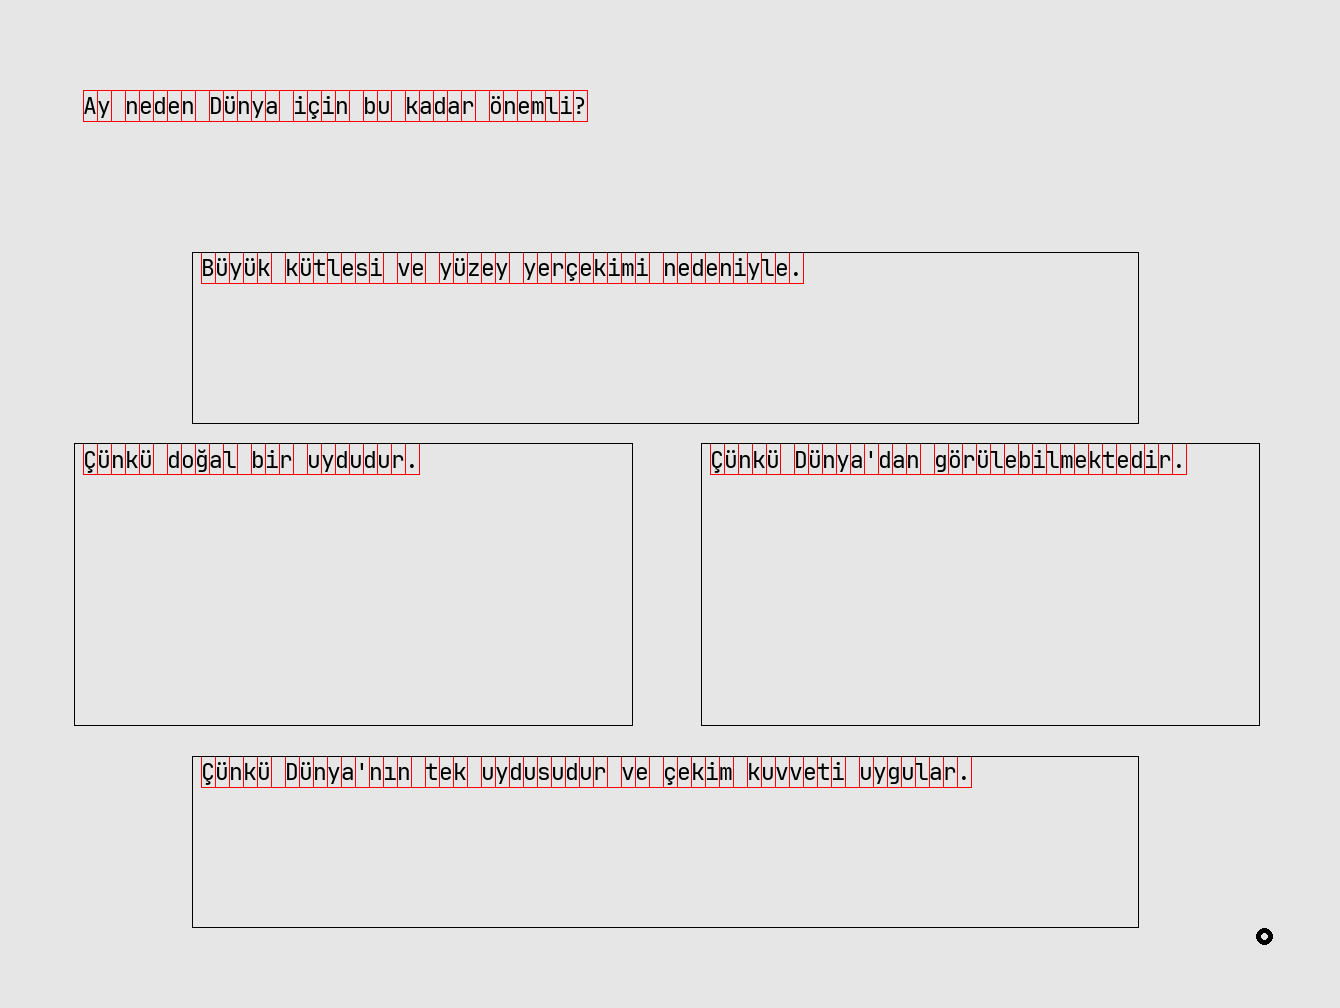 Ay neden Dünya için bu kadar önemli?
Büyük kütlesi ve yüzey yerçekimi nedeniyle.
Çünkü doğal bir uydudur.
Çünkü Dünya'dan görülebilmektedir.
Çünkü Dünya'nın tek uydusudur ve çekim kuvveti uygular.